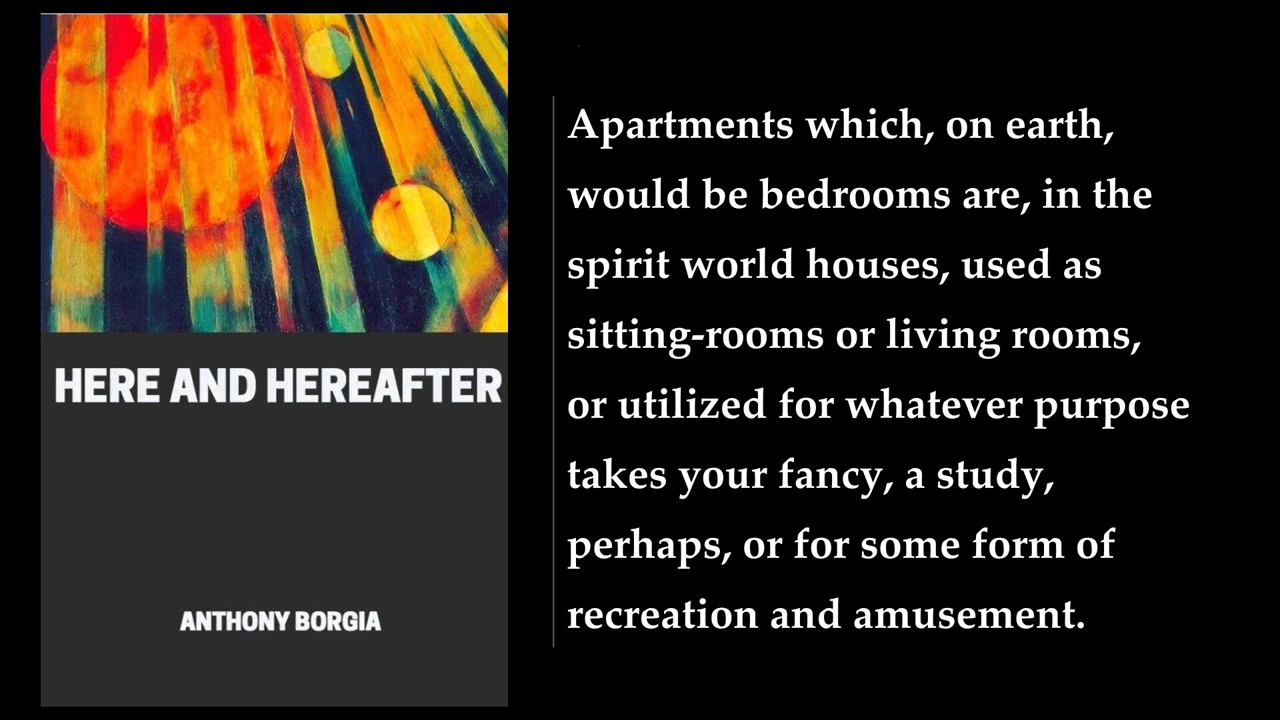 HERE AND HEREAFTER
ANTHONY BORGIA
Apartments which, on earth,
would be bedrooms are, in the
spirit world houses, used as
sitting-rooms or living rooms,
or utilized for whatever purpose
takes your fancy, a study,
perhaps, or for some form of
recreation and amusement.